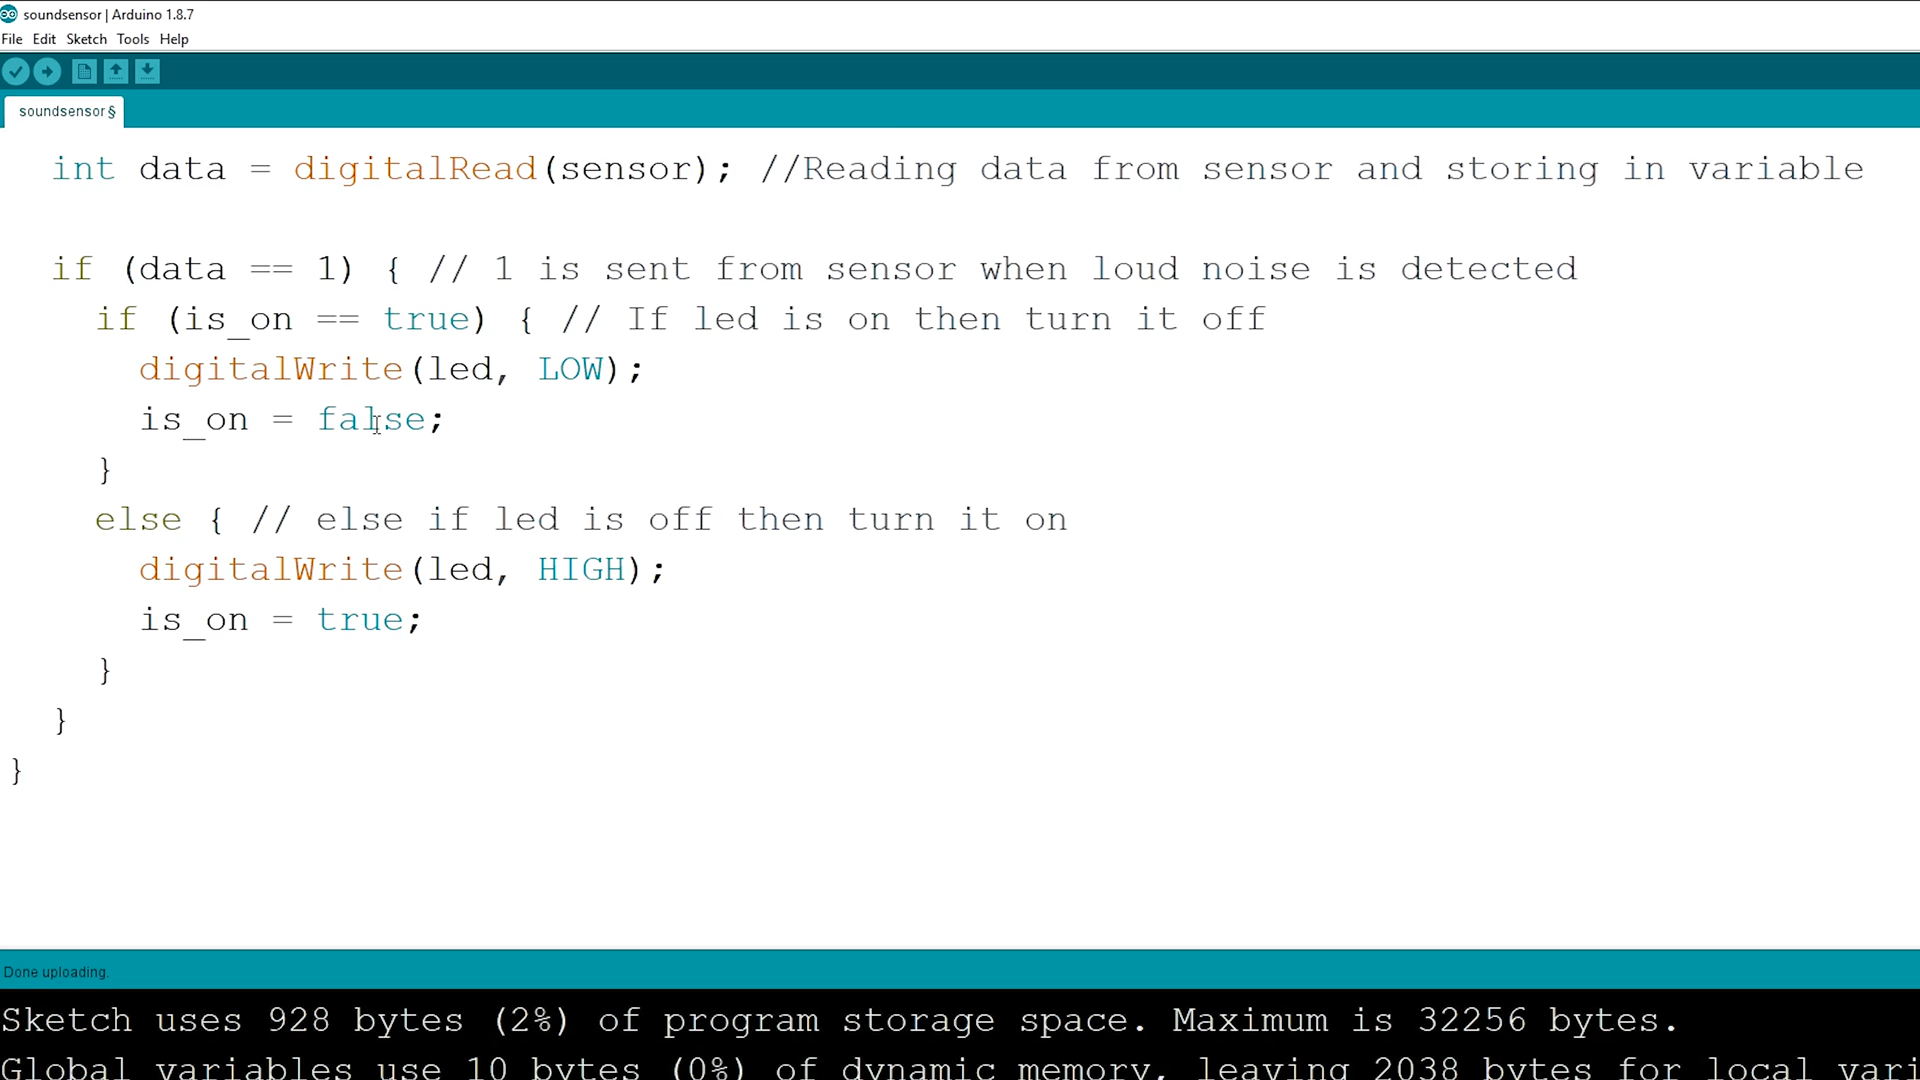 soundsensor | Arduino 1.8.7
File Edit Sketch Tools Help
soundsensor §
int data = digitalRead(sensor); //Reading data from sensor and storing in variable
if (data == 1) { // 1 is sent from sensor when loud noise is detected
if (is_on == true) { // If led is on then turn it off
digitalWrite(led, LOW);
is_on = false;
}
else { // else if led is off then turn it on
digitalWrite(led, HIGH);
is_on = true;
}
}
}
Done uploading.
Sketch uses 928 bytes (2%) of program storage space. Maximum is 32256 bytes.
Global variables use 10 bytes (0%) of dynamic memory, leaving 2038 bytes for local vari